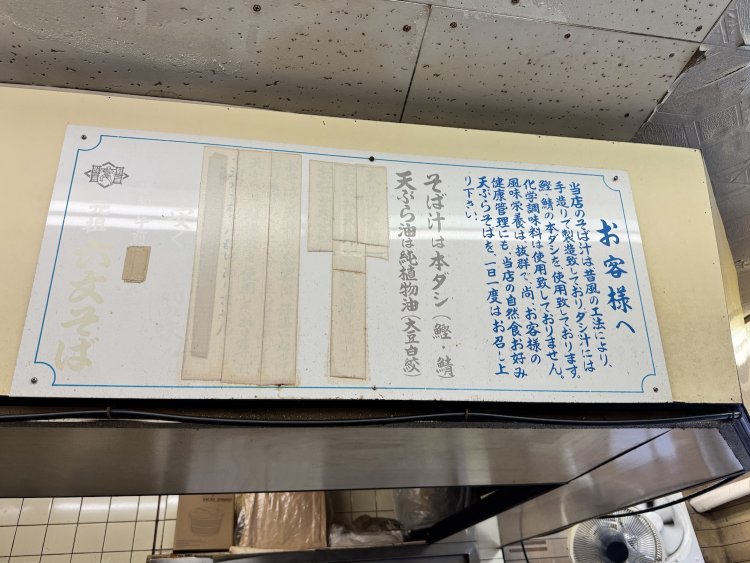 お客様へ
当店のそば汁は昔風の工法により、
手造りで製造致しており、ダシ汁には
鰹・鯖の本ダシを、使用致しております。
化学調味料は使用致しておりません。
風味栄養は、抜群で、尚、お客様の
健康管理にも、当店の自然食お好み
天ぷらそばを、一日一度はお召し上
り下さい。
そば汁は本ダシ（鰹・鯖）
天ぷら油は純植物油（大豆白絞）
元祖
そば